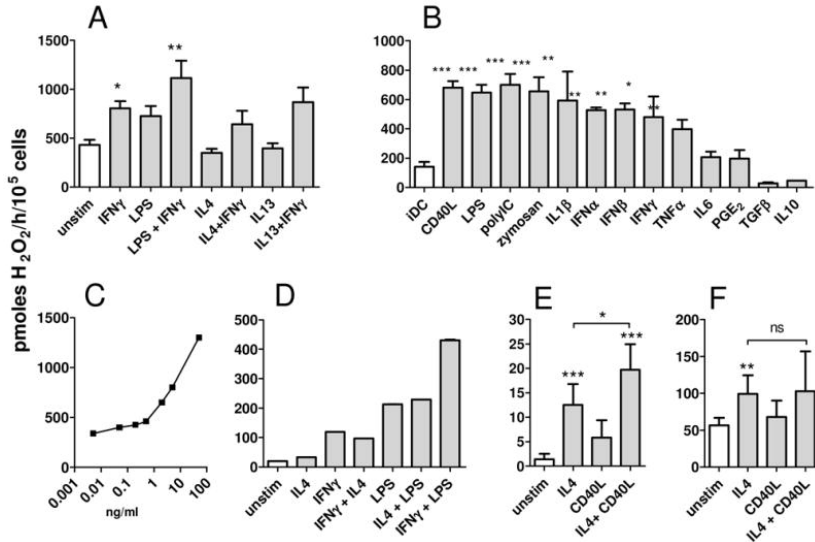 pmoles H₂O₂/h/10⁵ cells
A
1500
1000
500
0
*
**
unstim
IFNγ
LPS
LPS + IFNγ
IL4
IL4+IFNγ
IL13
IL13+IFNγ
B
1000
800
600
400
200
0
***
***
***
***
**
**
**
*
**
iDC
CD40L
LPS
polyIC
zymosan
IL1β
IFNα
IFNβ
IFNγ
TNFα
IL6
PGE₂
TGFβ
IL10
C
1500
1000
500
0
0.001
0.01
0.1
1
10
100
ng/ml
D
500
400
300
200
100
0
unstim
IL4
IFNγ
IFNγ + IL4
LPS
IL4 + LPS
IFNγ + LPS
E
30
25
20
15
10
5
0
***
*
***
unstim
IL4
CD40L
IL4+ CD40L
F
200
150
100
50
0
**
ns
unstim
IL4
CD40L
IL4 + CD40L